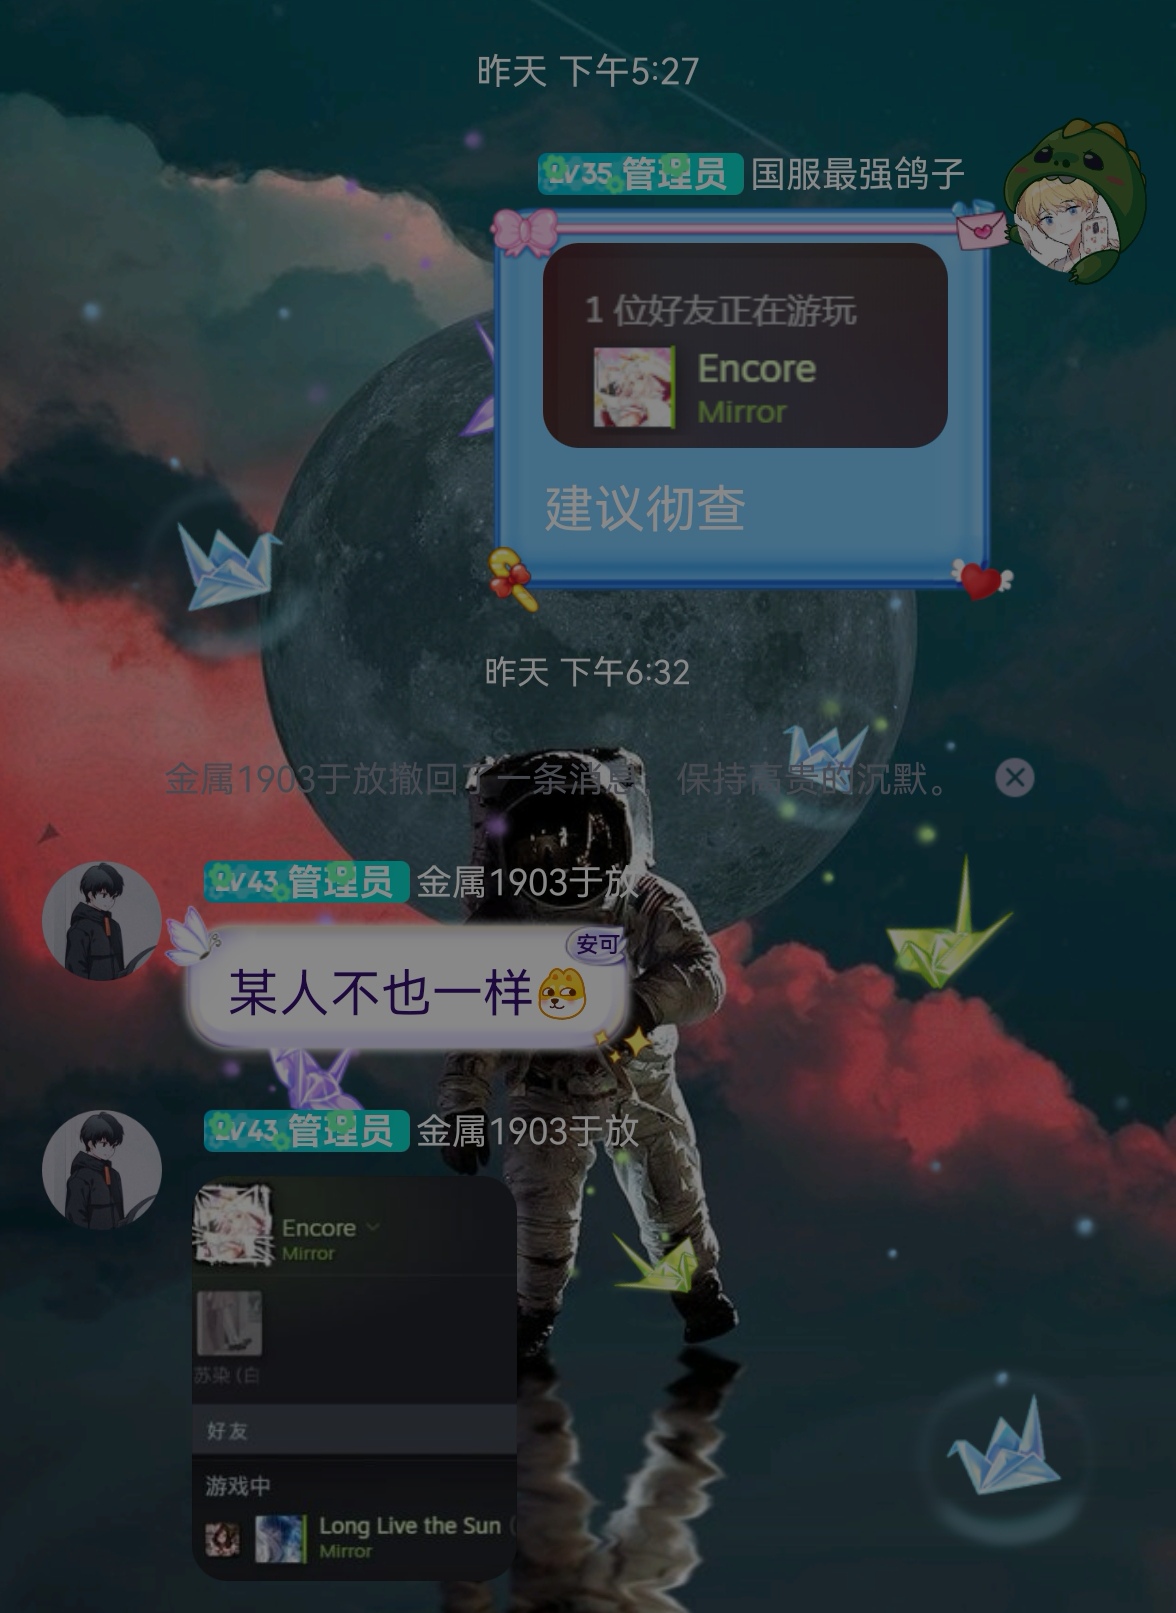 昨天 下午5:27
LV35 管理员 国服最强鸽子
1 位好友正在游玩
Encore
Mirror
建议彻查
昨天 下午6:32
金属1903于放撤回了一条消息，保持高贵的沉默。
LV43 管理员 金属1903于放
安可
某人不也一样
LV43 管理员 金属1903于放
Encore
Mirror
苏染（白
好友
游戏中
Long Live the Sun（
Mirror